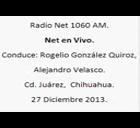 Radio Net 1060 AM.
Net en Vivo.
Conduce: Rogelio González Quiroz,
Alejandro Velasco.
Cd. Juárez, Chihuahua.
27 Diciembre 2013.